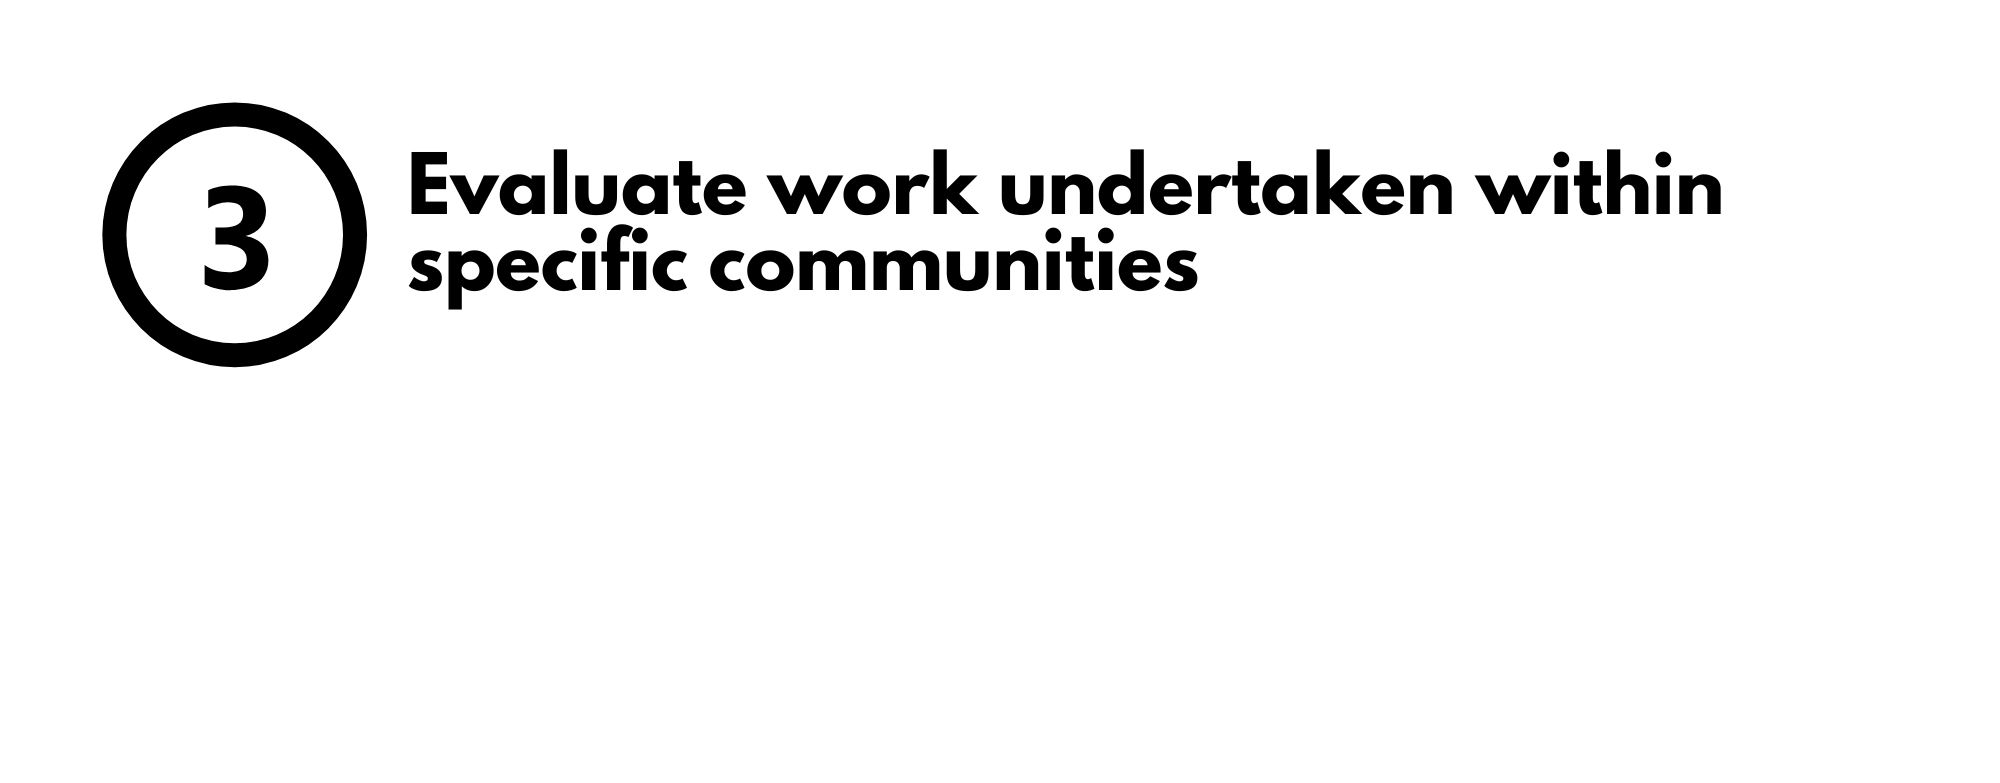 3
Evaluate work undertaken within
specific communities